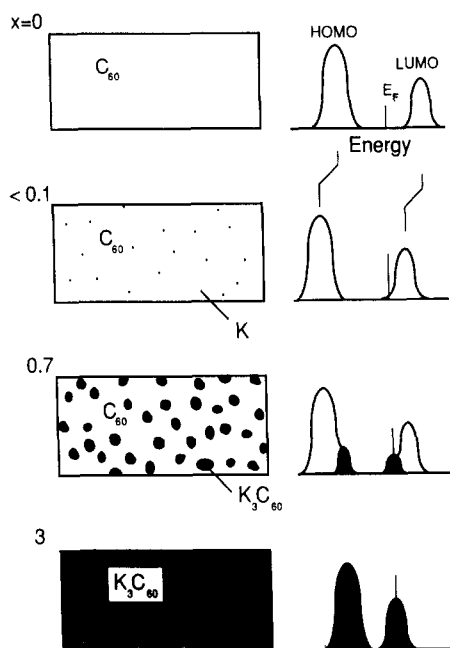 x=0
C60
HOMO
LUMO
EF
Energy
< 0.1
C60
K
0.7
C60
K3C60
3
K3C60